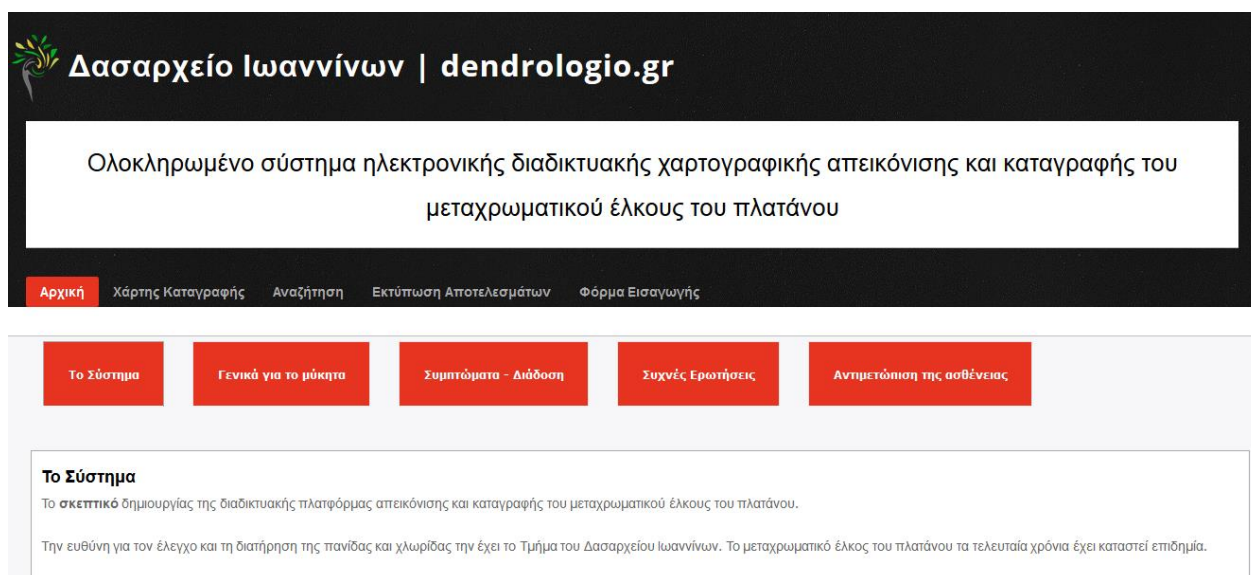 Δασαρχείο Ιωαννίνων | dendrologio.gr
Ολοκληρωμένο σύστημα ηλεκτρονικής διαδικτυακής χαρτογραφικής απεικόνισης και καταγραφής του
μεταχρωματικού έλκους του πλατάνου
Αρχική Χάρτης Καταγραφής Αναζήτηση Εκτύπωση Αποτελεσμάτων Φόρμα Εισαγωγής
Το Σύστημα Γενικά για το μύκητα Συμπτώματα - Διάδοση Συχνές Ερωτήσεις Αντιμετώπιση της ασθένειας
Το Σύστημα
Το σκεπτικό δημιουργίας της διαδικτυακής πλατφόρμας απεικόνισης και καταγραφής του μεταχρωματικού έλκους του πλατάνου.
Την ευθύνη για τον έλεγχο και τη διατήρηση της πανίδας και χλωρίδας την έχει το Τμήμα του Δασαρχείου Ιωαννίνων. Το μεταχρωματικό έλκος του πλατάνου τα τελευταία χρόνια έχει καταστεί επιδημία.